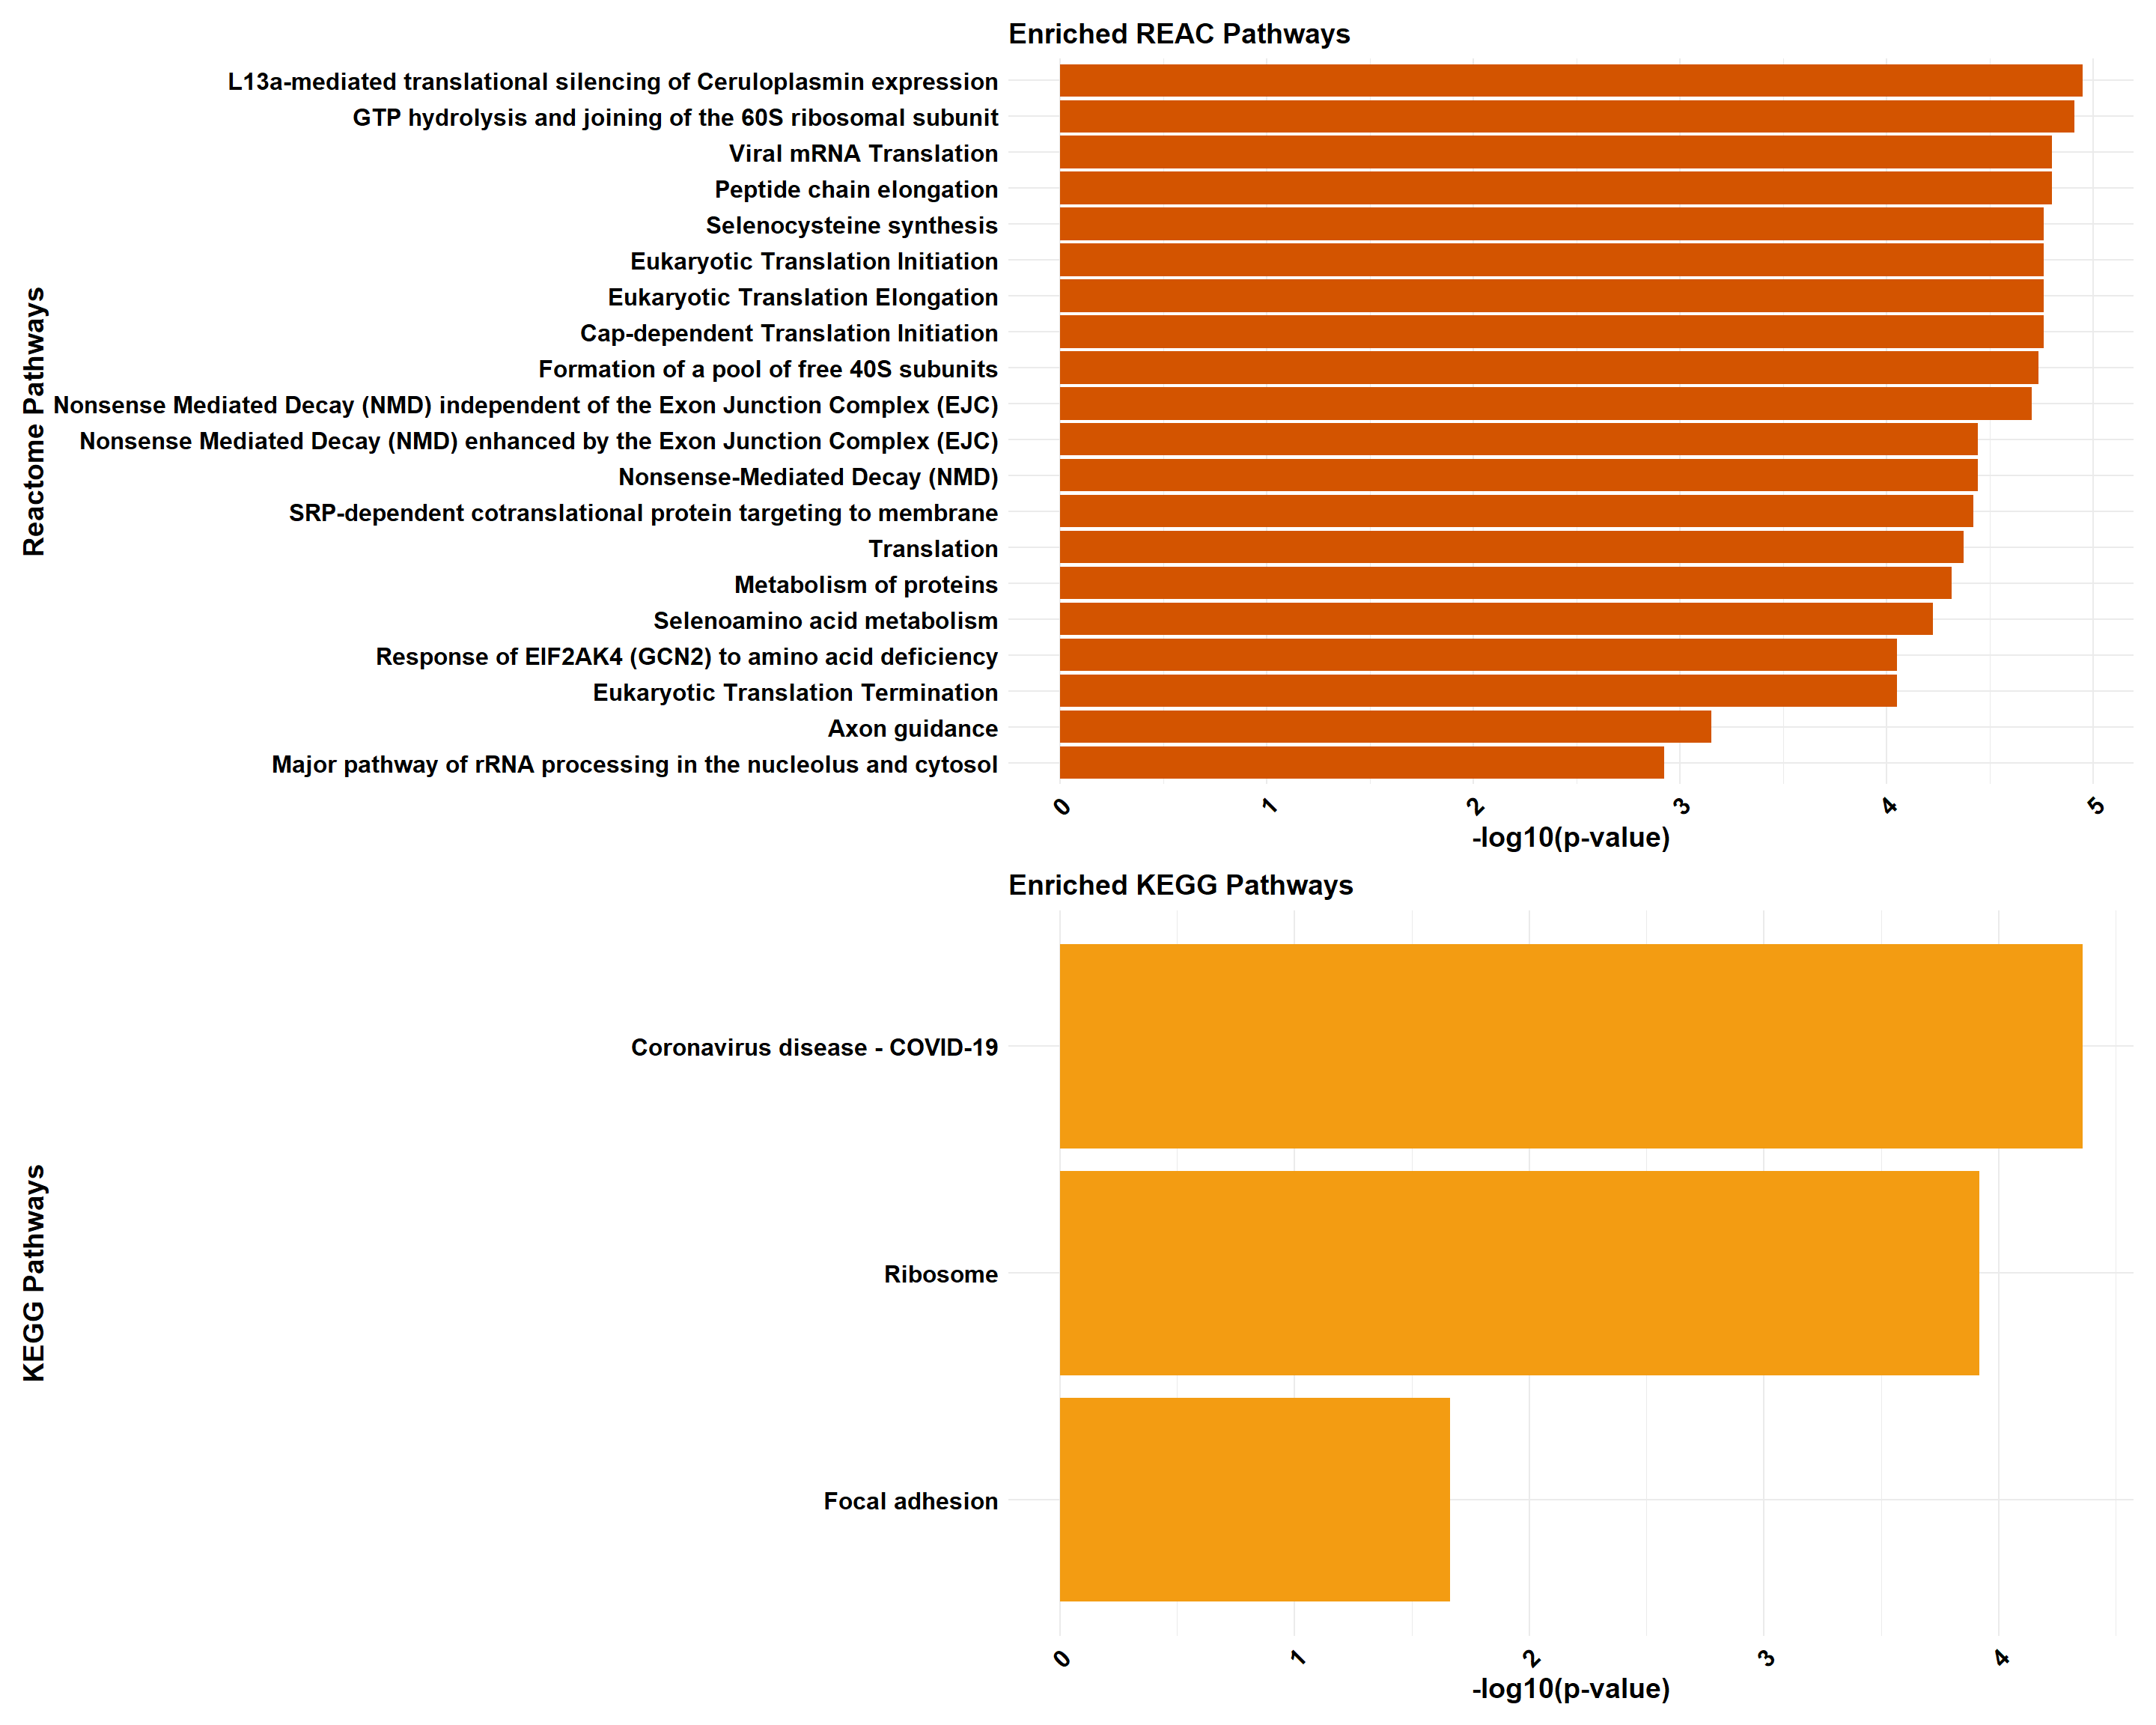 Enriched REAC Pathways
Reactome Pathways
L13a-mediated translational silencing of Ceruloplasmin expression
GTP hydrolysis and joining of the 60S ribosomal subunit
Viral mRNA Translation
Peptide chain elongation
Selenocysteine synthesis
Eukaryotic Translation Initiation
Eukaryotic Translation Elongation
Cap-dependent Translation Initiation
Formation of a pool of free 40S subunits
Nonsense Mediated Decay (NMD) independent of the Exon Junction Complex (EJC)
Nonsense Mediated Decay (NMD) enhanced by the Exon Junction Complex (EJC)
Nonsense-Mediated Decay (NMD)
SRP-dependent cotranslational protein targeting to membrane
Translation
Metabolism of proteins
Selenoamino acid metabolism
Response of EIF2AK4 (GCN2) to amino acid deficiency
Eukaryotic Translation Termination
Axon guidance
Major pathway of rRNA processing in the nucleolus and cytosol
0 1 2 3 4 5
-log10(p-value)
Enriched KEGG Pathways
KEGG Pathways
Coronavirus disease - COVID-19
Ribosome
Focal adhesion
0 1 2 3 4
-log10(p-value)